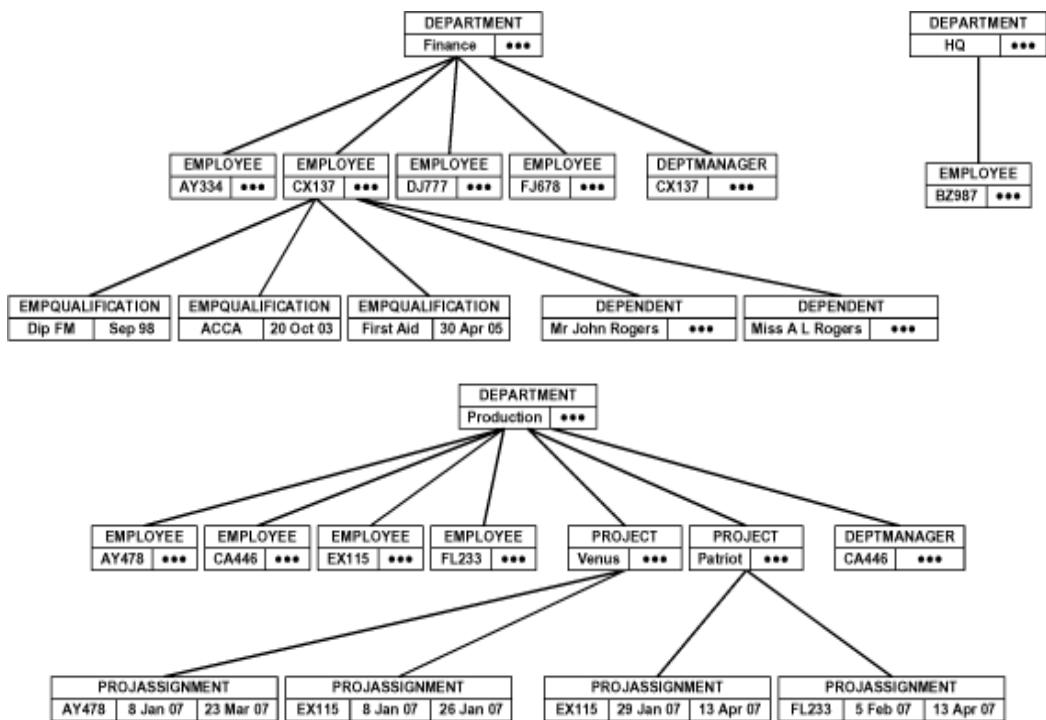 DEPARTMENT DEPARTMENT
Finance ●●● HQ ●●●
EMPLOYEE EMPLOYEE EMPLOYEE EMPLOYEE DEPTMANAGER EMPLOYEE
AY334 ●●● CX137 ●●● DJ777 ●●● FJ678 ●●● CX137 ●●● BZ987 ●●●
EMPQUALIFICATION EMPQUALIFICATION EMPQUALIFICATION DEPENDENT DEPENDENT
Dip FM Sep 98 ACCA 20 Oct 03 First Aid 30 Apr 05 Mr John Rogers ●●● Miss A L Rogers ●●●
DEPARTMENT
Production ●●●
EMPLOYEE EMPLOYEE EMPLOYEE EMPLOYEE PROJECT PROJECT DEPTMANAGER
AY478 ●●● CA446 ●●● EX115 ●●● FL233 ●●● Venus ●●● Patriot ●●● CA446 ●●●
PROJASSIGNMENT PROJASSIGNMENT PROJASSIGNMENT PROJASSIGNMENT
AY478 8 Jan 07 23 Mar 07 EX115 8 Jan 07 26 Jan 07 EX115 29 Jan 07 13 Apr 07 FL233 5 Feb 07 13 Apr 07